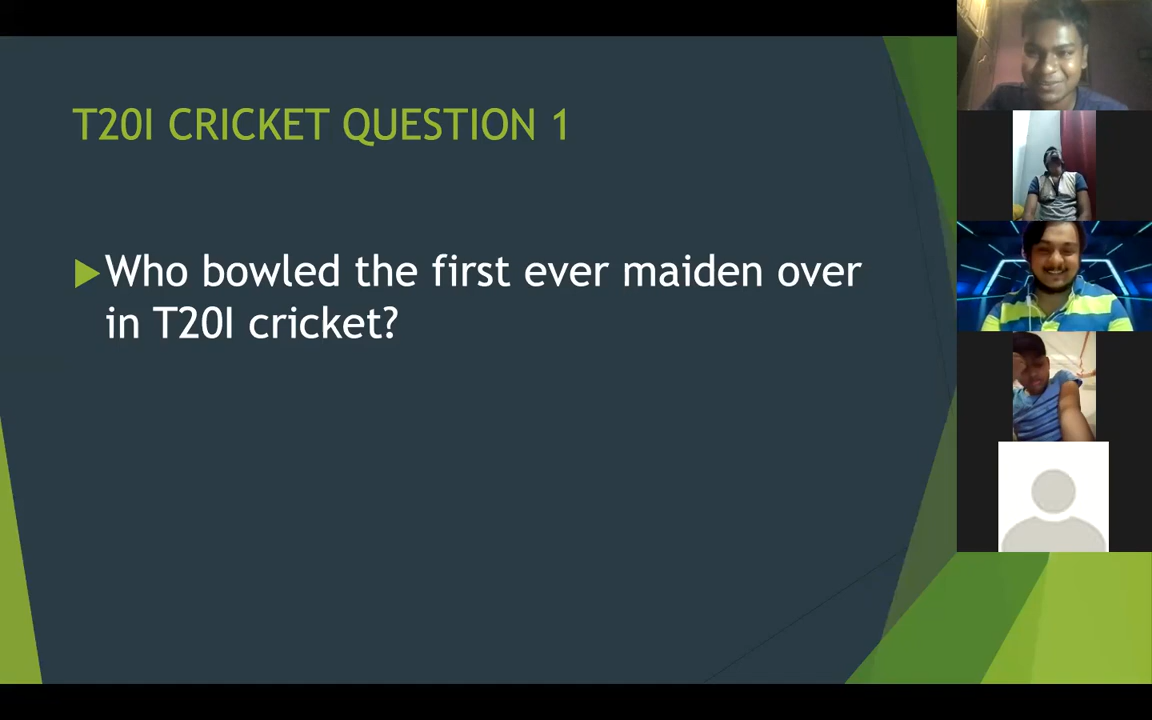 T20I CRICKET QUESTION 1
Who bowled the first ever maiden over
in T20I cricket?